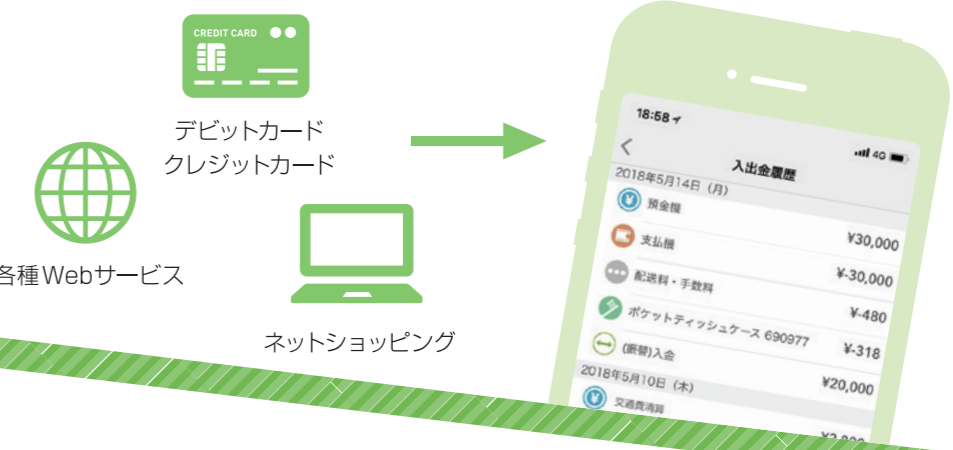 CREDIT CARD
デビットカード
クレジットカード
各種Webサービス
ネットショッピング
18:58
4G
入出金履歴
2018年5月14日（月）
預金機
¥30,000
支払機
¥-30,000
配送料・手数料
¥-480
ポケットティッシュケース 690977
¥-318
(振替)入金
¥20,000
2018年5月10日（木）
交通費清算